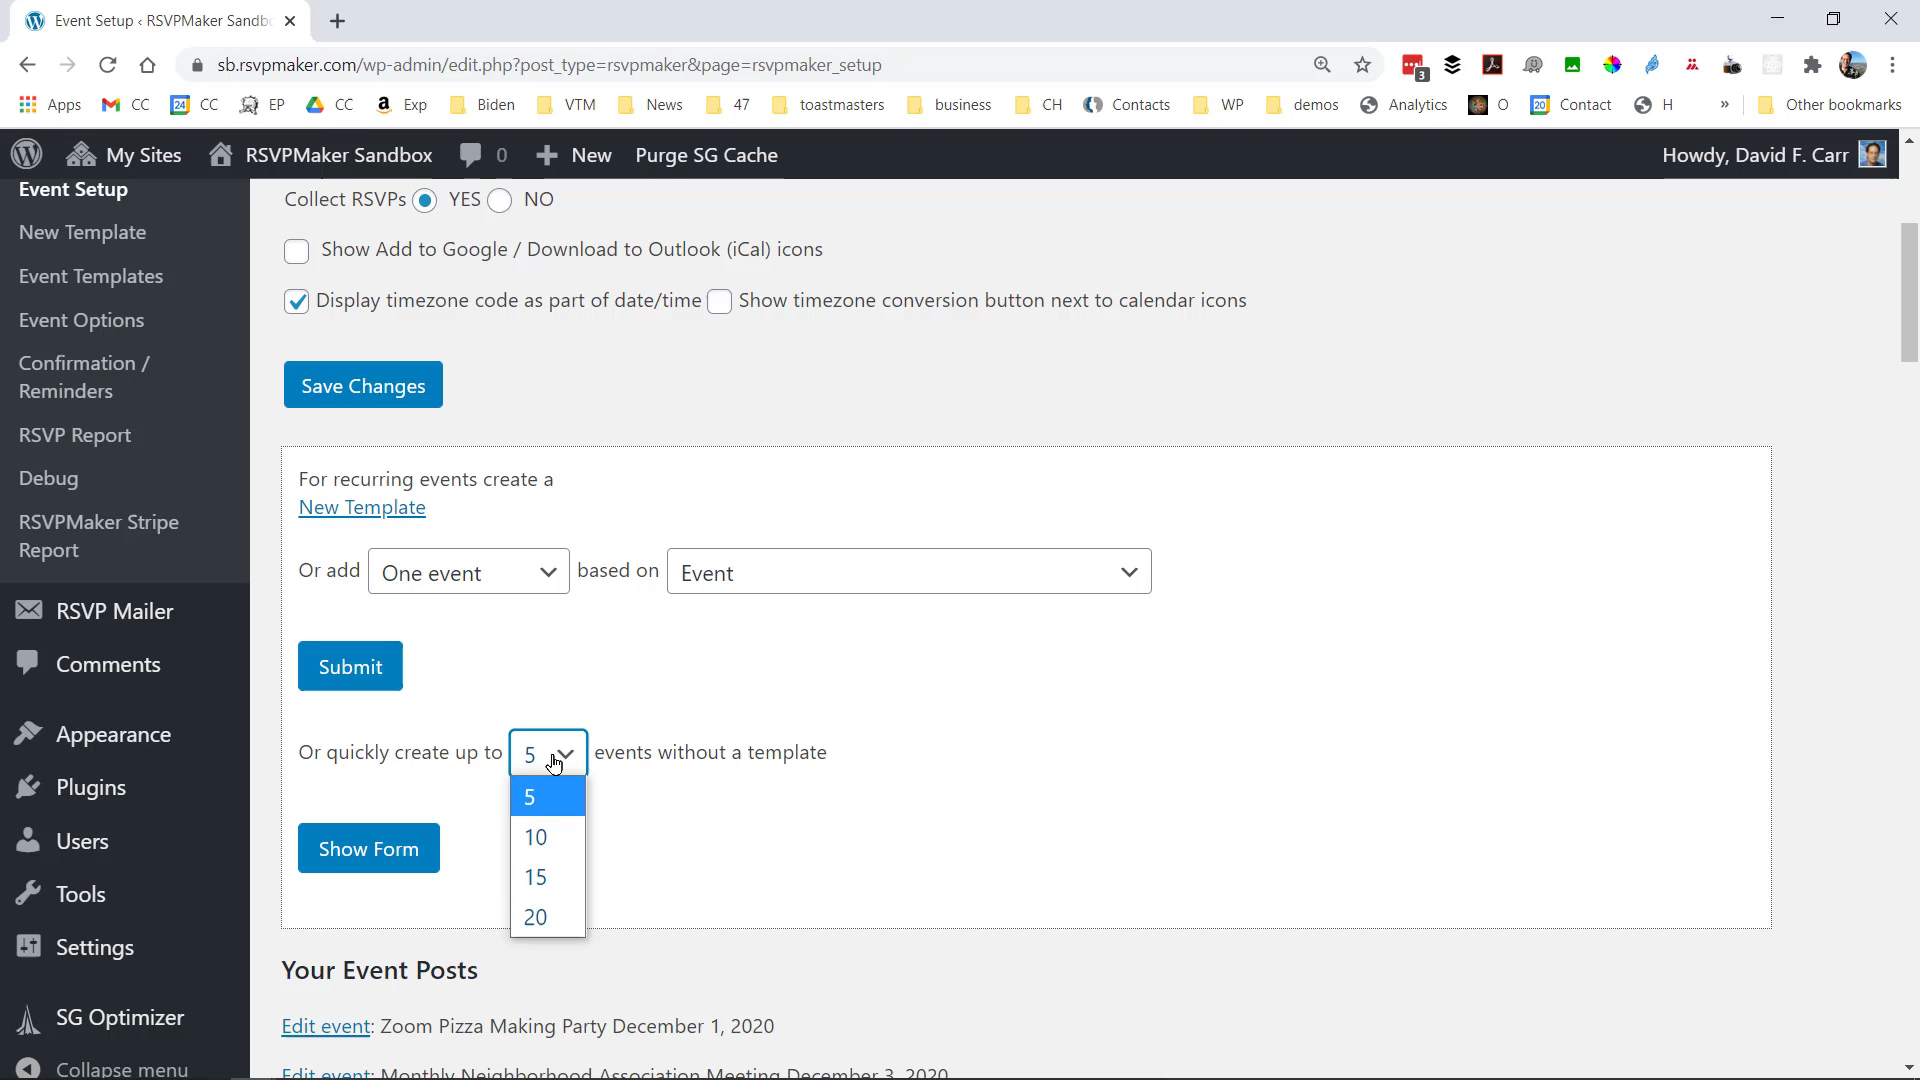 Event Setup ‹ RSVPMaker Sandb
sb.rsvpmaker.com/wp-admin/edit.php?post_type=rsvpmaker&page=rsvpmaker_setup
3
Apps
CC
24
CC
EP
CC
a Exp
Biden
VTM
News
47
toastmasters
business
CH
Contacts
WP
demos
Analytics
O
20
Contact
H
»
Other bookmarks
My Sites
RSVPMaker Sandbox
0
New
Purge SG Cache
Howdy, David F. Carr
Event Setup
New Template
Event Templates
Event Options
Confirmation /
Reminders
RSVP Report
Debug
RSVPMaker Stripe
Report
RSVP Mailer
Comments
Appearance
Plugins
Users
Tools
Settings
SG Optimizer
Collapse menu
Collect RSVPs YES NO
Show Add to Google / Download to Outlook (iCal) icons
Display timezone code as part of date/time Show timezone conversion button next to calendar icons
Save Changes
For recurring events create a
New Template
Or add One event based on Event
Submit
Or quickly create up to 5 events without a template
5
10
15
20
Show Form
Your Event Posts
Edit event: Zoom Pizza Making Party December 1, 2020
Edit event: Monthly Neighborhood Association Meeting December 3, 2020